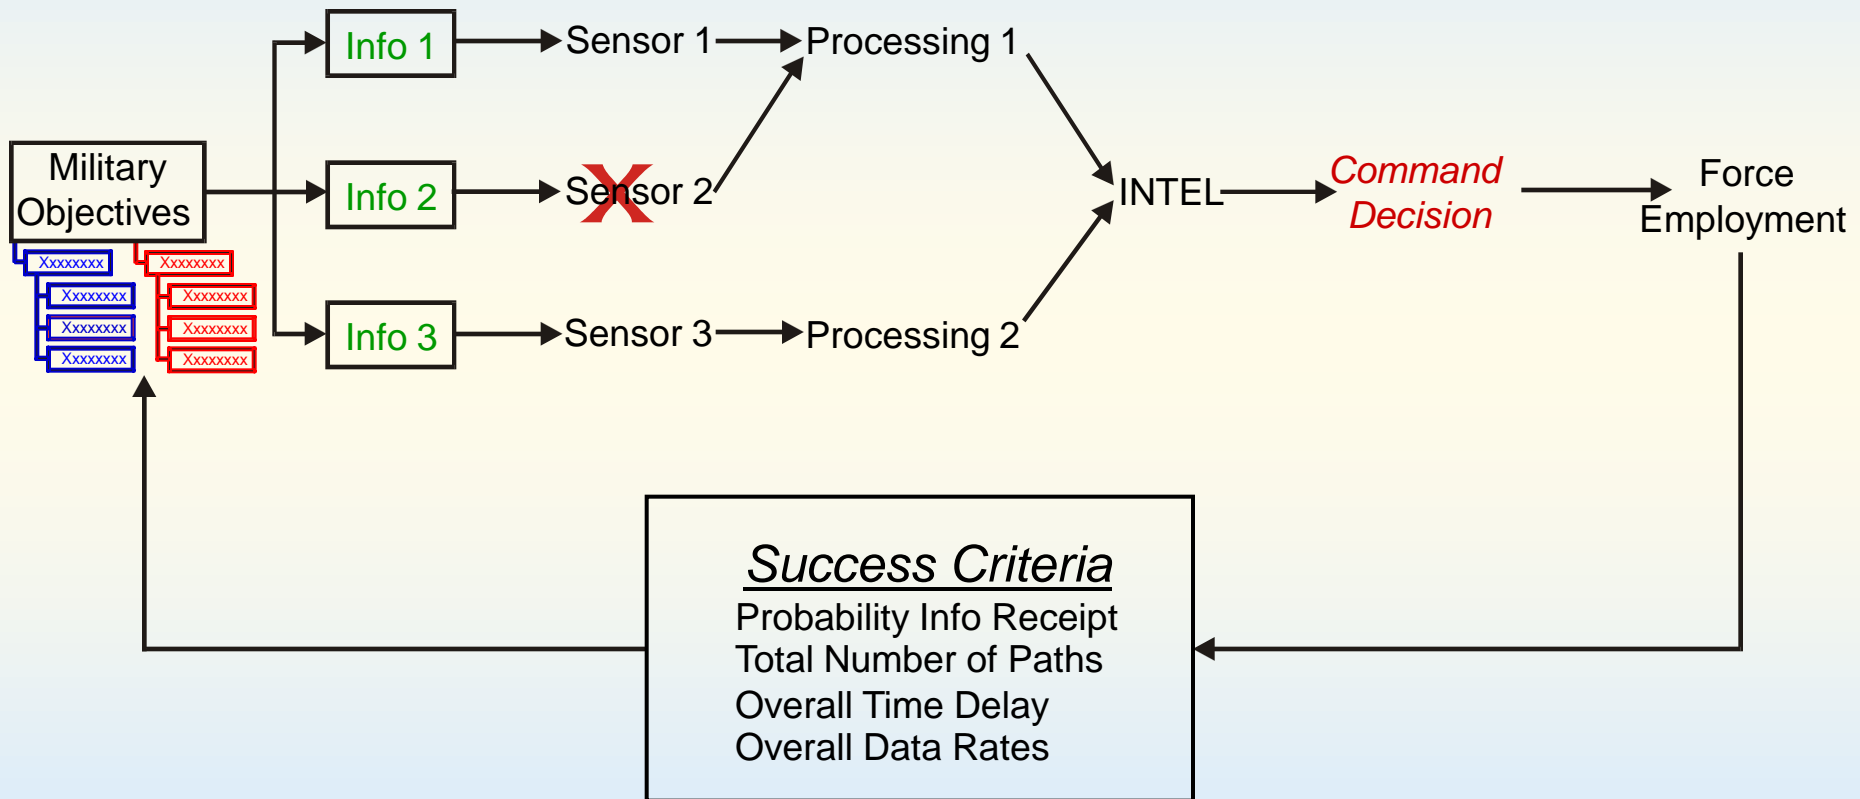 Info 1
Sensor 1
Processing 1
Military
Objectives
Info 2
Sensor 2
X
INTEL
Command
Decision
Force
Employment
Xxxxxxxx
Xxxxxxxx
Xxxxxxxx
Xxxxxxxx
Xxxxxxxx
Xxxxxxxx
Xxxxxxxx
Xxxxxxxx
Info 3
Sensor 3
Processing 2
Success Criteria
Probability Info Receipt
Total Number of Paths
Overall Time Delay
Overall Data Rates